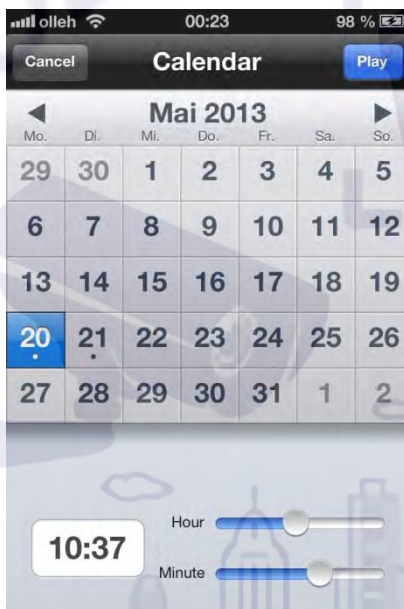 olleh 00:23 98 %
Cancel Calendar Play
Mai 2013
Mo. Di. Mi. Do. Fr. Sa. So.
29 30 1 2 3 4 5
6 7 8 9 10 11 12
13 14 15 16 17 18 19
20 21 22 23 24 25 26
27 28 29 30 31 1 2
Hour
10:37
Minute